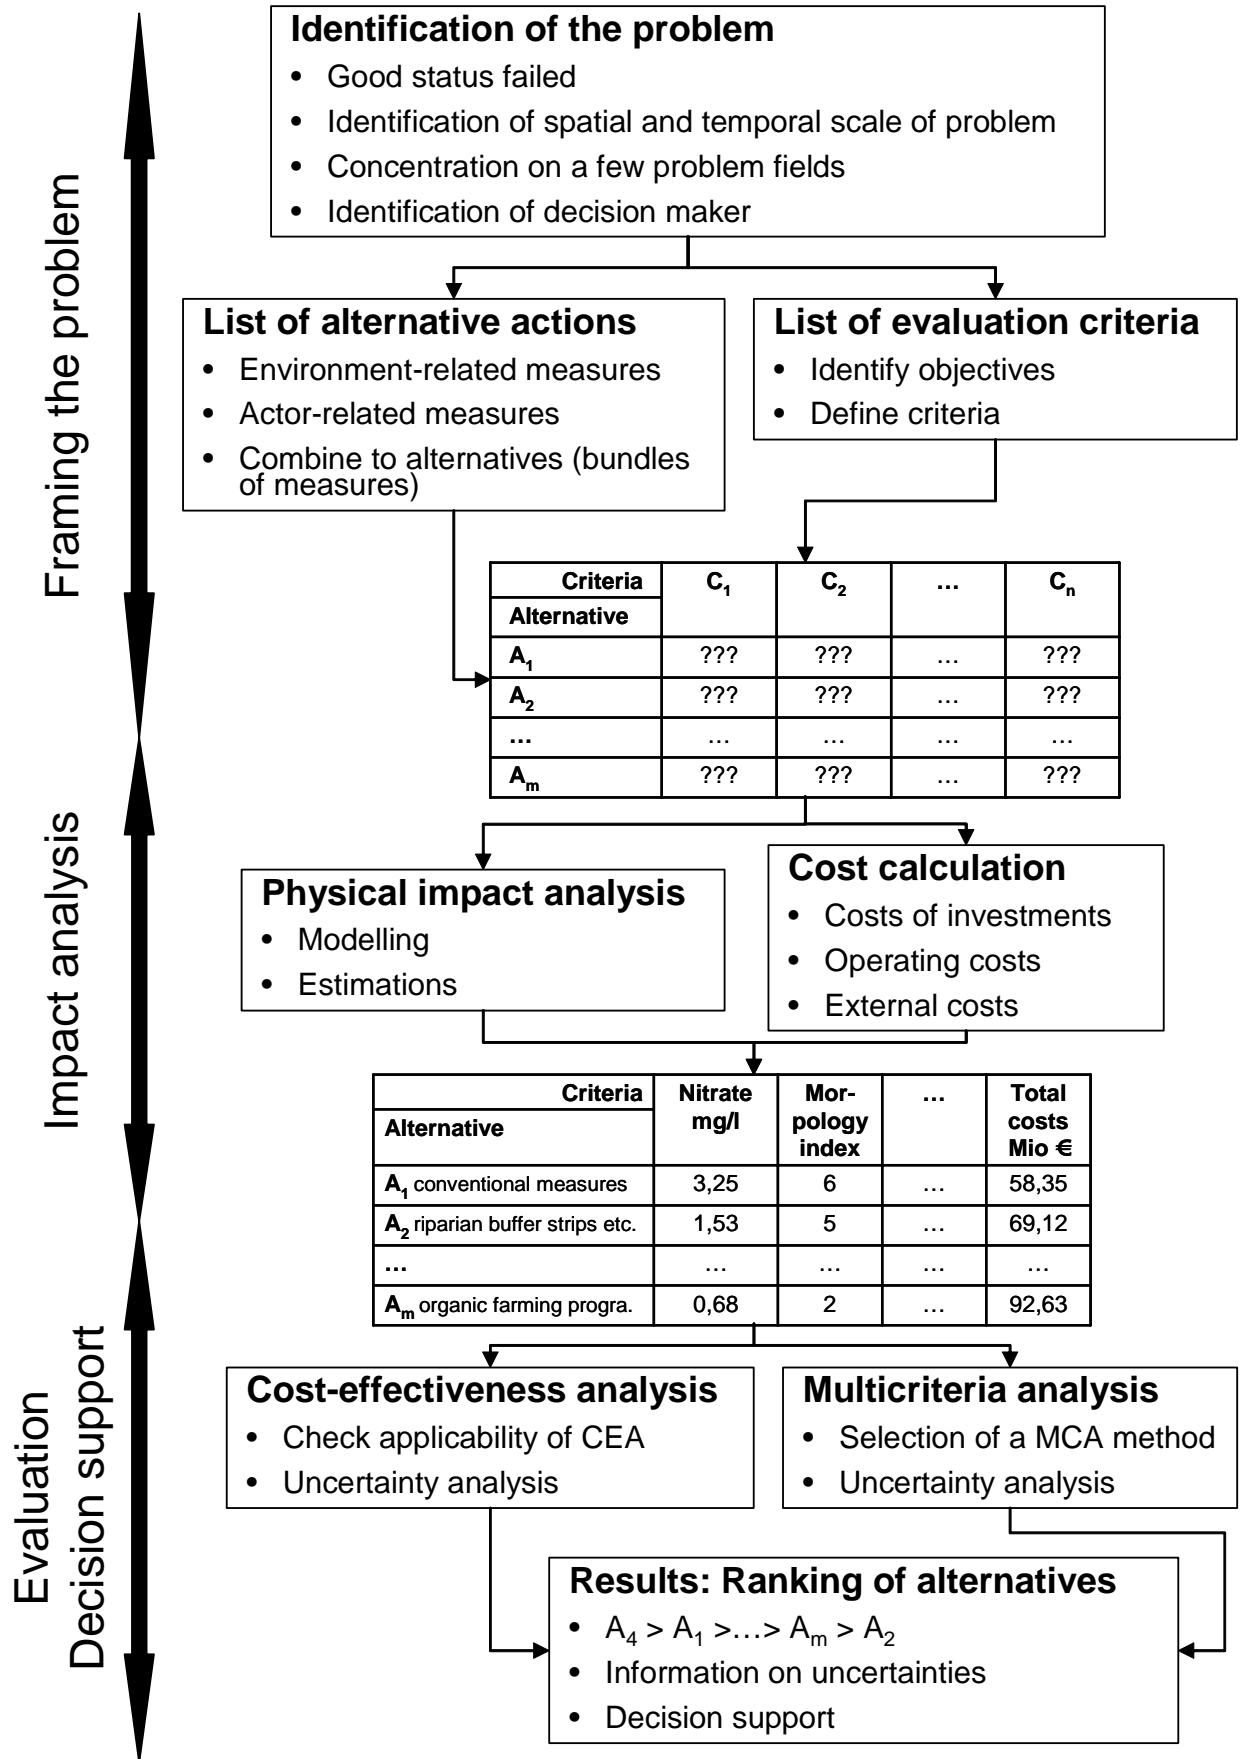 Framing the problem
Identification of the problem
• Good status failed
• Identification of spatial and temporal scale of problem
• Concentration on a few problem fields
• Identification of decision maker
List of alternative actions
• Environment-related measures
• Actor-related measures
• Combine to alternatives (bundles
of measures)
List of evaluation criteria
• Identify objectives
• Define criteria
Criteria C1 C2 … Cn
Alternative
A1 ??? ??? … ???
A2 ??? ??? … ???
… … … … …
Am ??? ??? … ???
Impact analysis
Physical impact analysis
• Modelling
• Estimations
Cost calculation
• Costs of investments
• Operating costs
• External costs
Criteria Nitrate Mor- … Total
mg/l pology costs
Alternative index Mio €
A1 conventional measures 3,25 6 … 58,35
A2 riparian buffer strips etc. 1,53 5 … 69,12
… … … … …
Am organic farming progra. 0,68 2 … 92,63
Evaluation
Decision support
Cost-effectiveness analysis
• Check applicability of CEA
• Uncertainty analysis
Multicriteria analysis
• Selection of a MCA method
• Uncertainty analysis
Results: Ranking of alternatives
• A4 > A1 >…> Am > A2
• Information on uncertainties
• Decision support